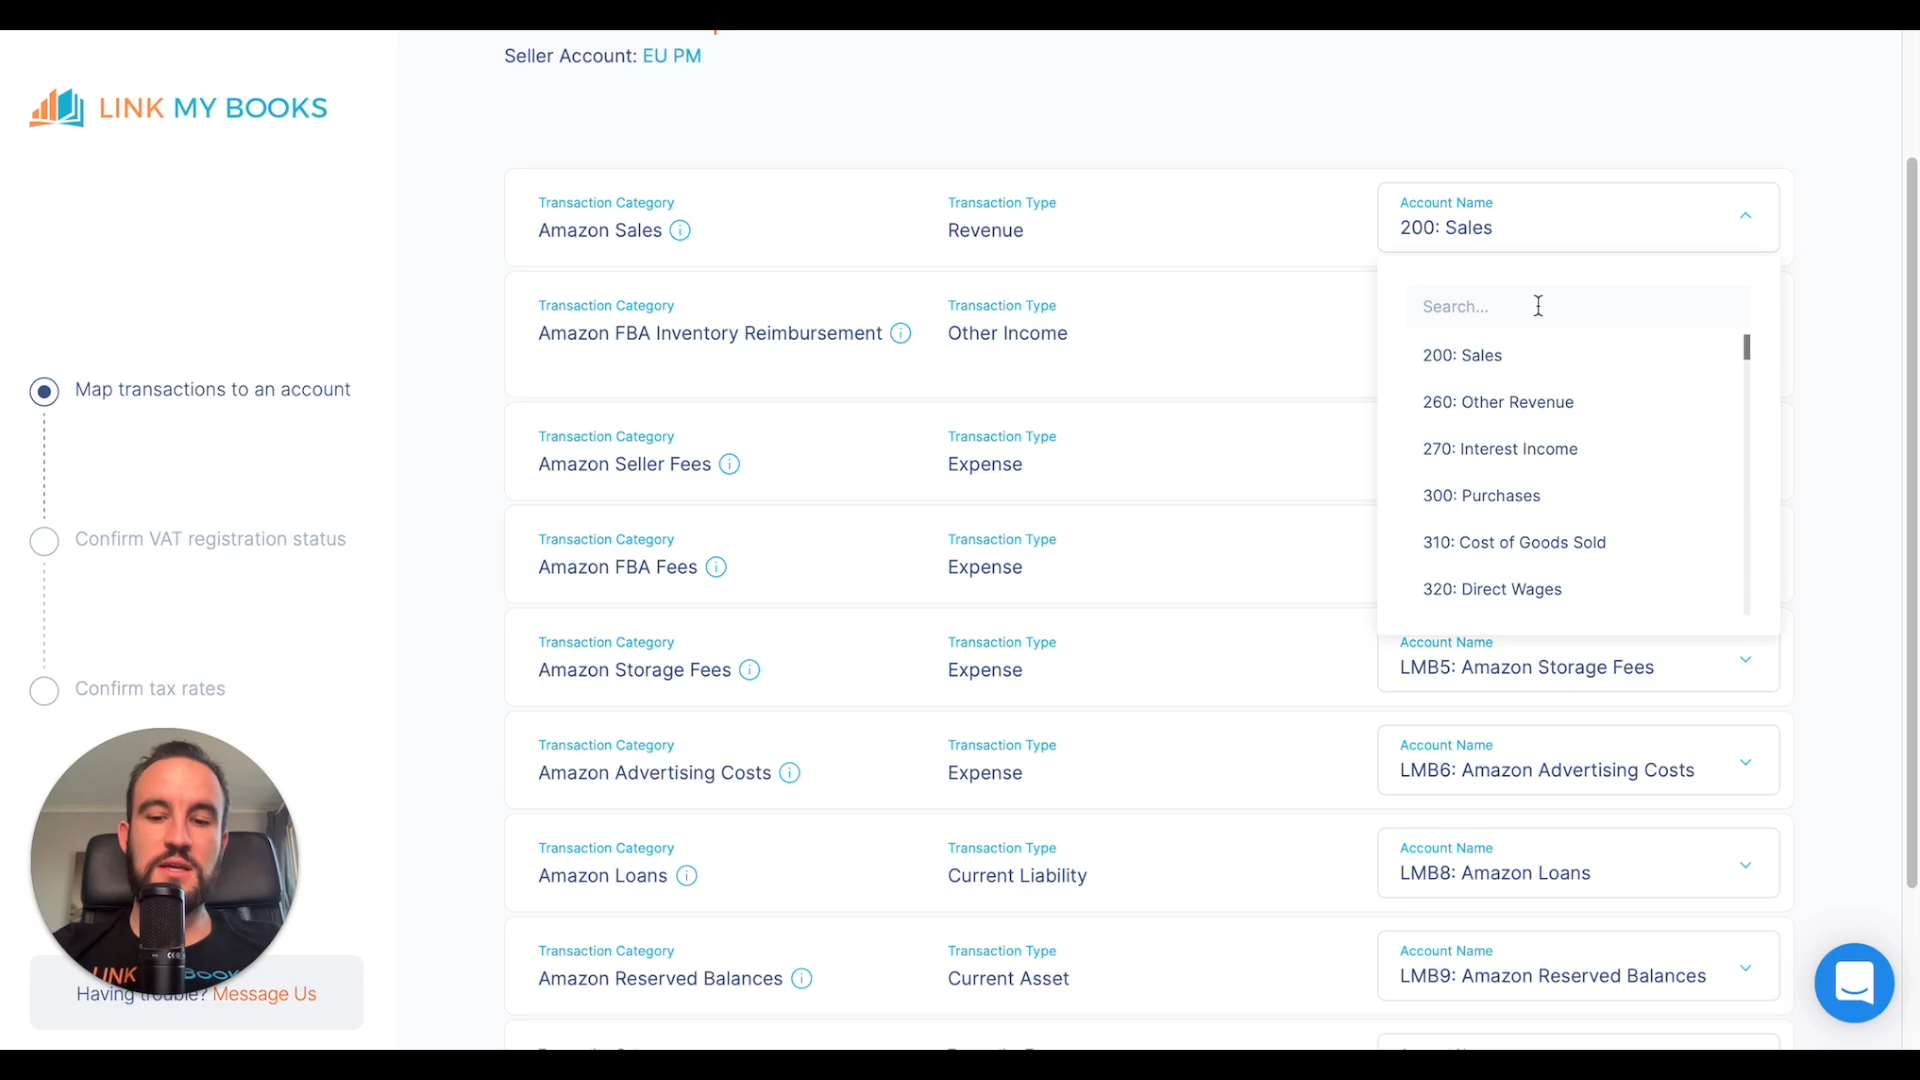 Seller Account: EU PM
LINK MY BOOKS
Map transactions to an account
Confirm VAT registration status
Confirm tax rates
Having trouble? Message Us
LINK BOOK
Transaction Category
Amazon Sales
Transaction Type
Revenue
Account Name
200: Sales
Search...
200: Sales
260: Other Revenue
270: Interest Income
300: Purchases
310: Cost of Goods Sold
320: Direct Wages
Transaction Category
Amazon FBA Inventory Reimbursement
Transaction Type
Other Income
Transaction Category
Amazon Seller Fees
Transaction Type
Expense
Transaction Category
Amazon FBA Fees
Transaction Type
Expense
Transaction Category
Amazon Storage Fees
Transaction Type
Expense
Account Name
LMB5: Amazon Storage Fees
Transaction Category
Amazon Advertising Costs
Transaction Type
Expense
Account Name
LMB6: Amazon Advertising Costs
Transaction Category
Amazon Loans
Transaction Type
Current Liability
Account Name
LMB8: Amazon Loans
Transaction Category
Amazon Reserved Balances
Transaction Type
Current Asset
Account Name
LMB9: Amazon Reserved Balances